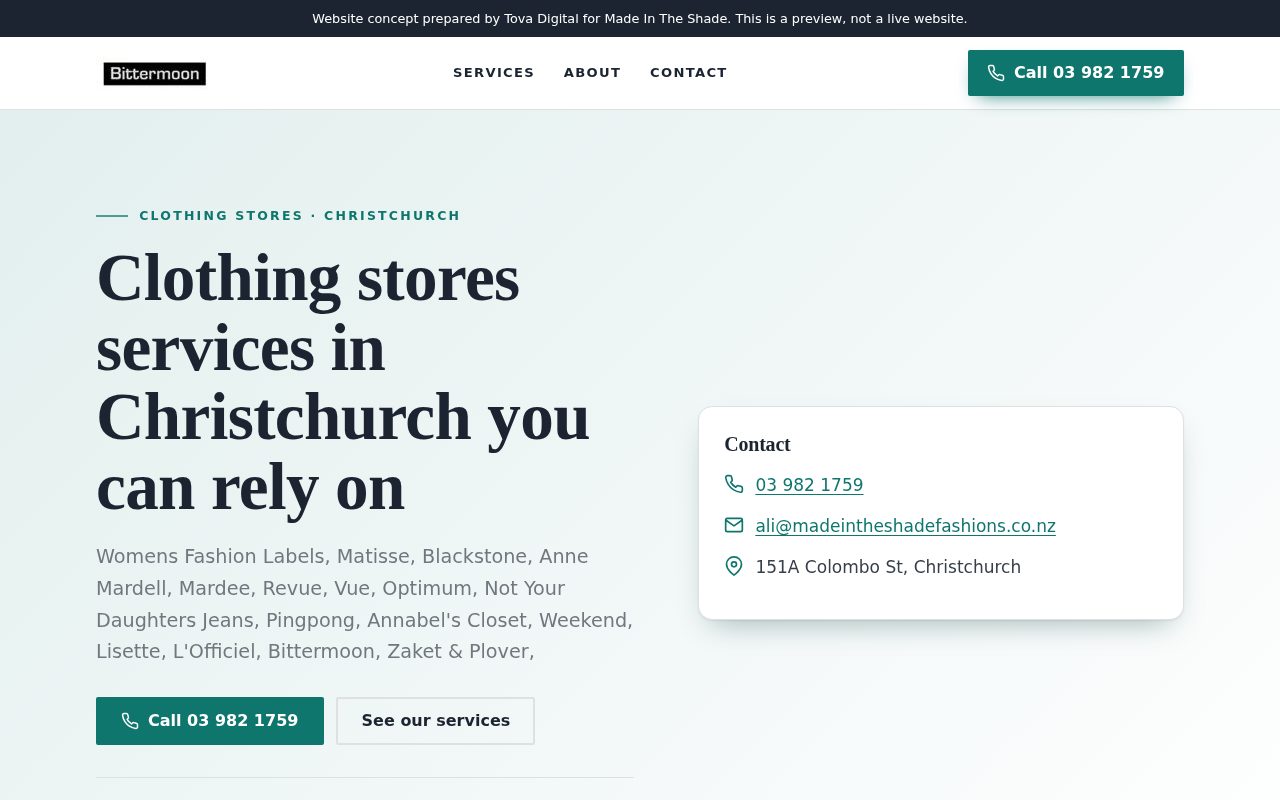 Website concept prepared by Tova Digital for Made In The Shade. This is a preview, not a live website.
Bittermoon
SERVICES
ABOUT
CONTACT
Call 03 982 1759
CLOTHING STORES · CHRISTCHURCH
Clothing stores
services in
Christchurch you
can rely on
Womens Fashion Labels, Matisse, Blackstone, Anne
Mardell, Mardee, Revue, Vue, Optimum, Not Your
Daughters Jeans, Pingpong, Annabel's Closet, Weekend,
Lisette, L'Officiel, Bittermoon, Zaket & Plover,
Call 03 982 1759
See our services
Contact
03 982 1759
ali@madeintheshadefashions.co.nz
151A Colombo St, Christchurch